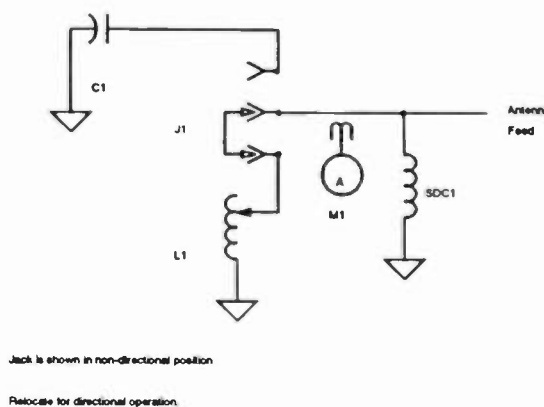 C1
J1
Antenn
Feed
A
SDC1
M1
L1
Jack is shown in non-directional position
Relocate for directional operation.